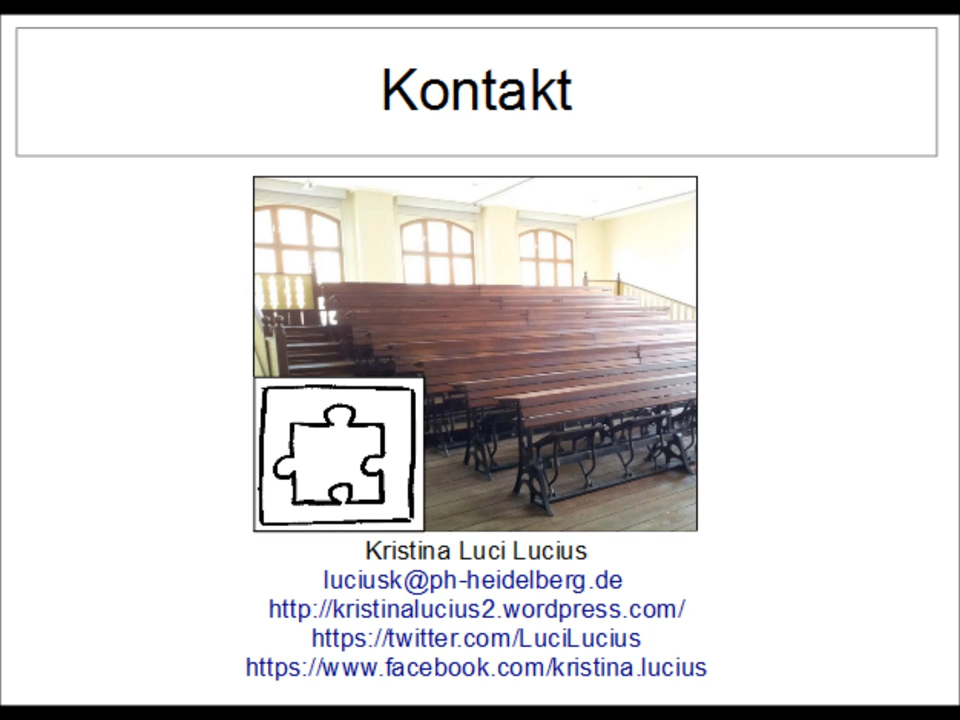 Kontakt
Kristina Luci Lucius
luciusk@ph-heidelberg.de
http://kristinalucius2.wordpress.com/
https://twitter.com/LuciLucius
https://www.facebook.com/kristina.lucius